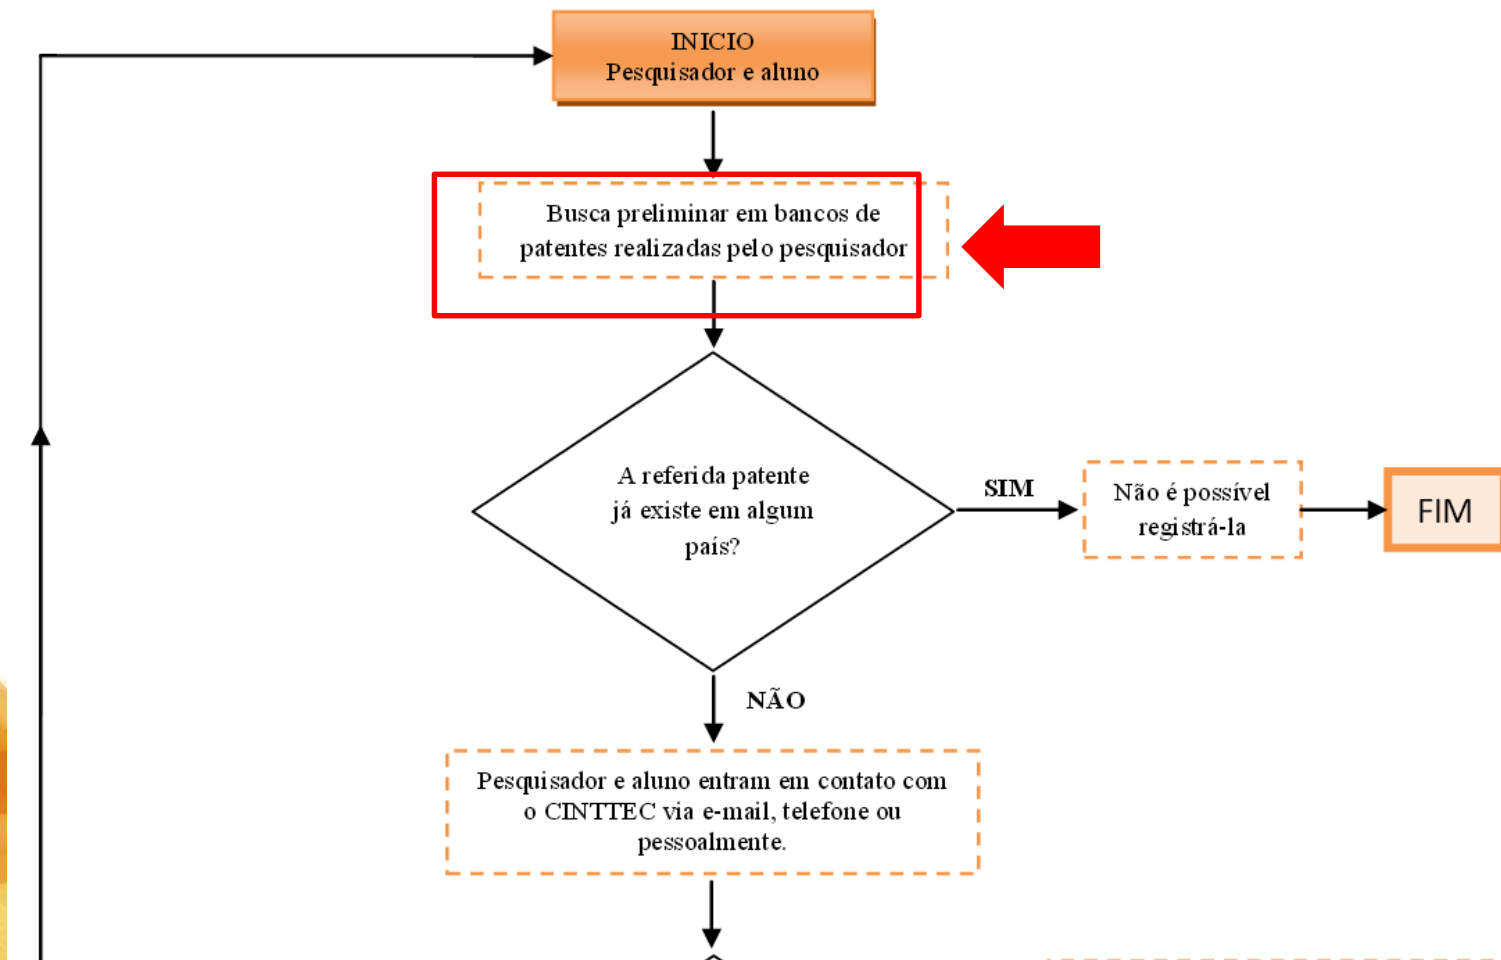 INICIO
Pesquisador e aluno
Busca preliminar em bancos de
patentes realizadas pelo pesquisador
A referida patente
já existe em algum
país?
SIM
Não é possível
registrá-la
FIM
NÃO
Pesquisador e aluno entram em contato com
o CINTTEC via e-mail, telefone ou
pessoalmente.